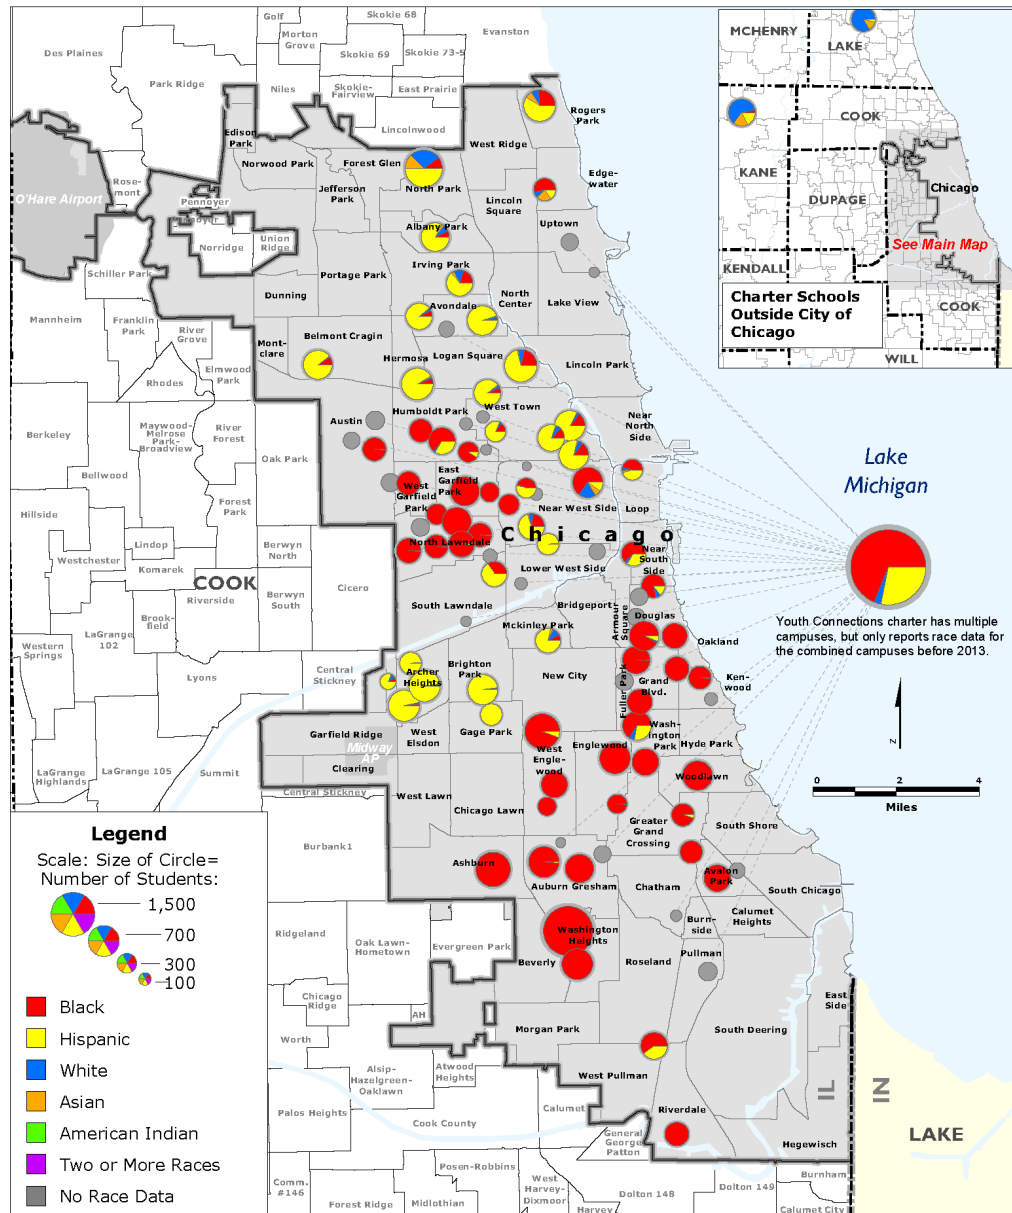 Golf
Skokie 68
Evanston
Morton
Grove
Des Plaines
Skokie 69
Skokie 73-5
Park Ridge
Niles
Skokie-
Fairview
East Prairie
Lincolnwood
Rogers
Park
Edison
Park
West Ridge
Norwood Park
Forest Glen
Edge-
water
Rose-
mont
O'Hare Airport
Pennoyer
Jefferson
Park
North Park
Lincoln
Square
Norridge
Union
Ridge
Albany Park
Uptown
Schiller Park
Portage Park
Irving Park
Dunning
North
Center
Lake View
Avondale
Mannheim
Franklin
Park
River
Grove
Mont-
clare
Belmont Cragin
Hermosa
Logan Square
Lincoln Park
Elmwood
Park
Rhodes
Austin
Humboldt Park
West Town
Near
North
Side
Berkeley
Maywood-
Melrose
Park-
Broadview
River
Forest
Oak Park
Bellwood
East
Garfield
Park
West
Garfield
Park
Near West Side
Loop
Forest
Park
Hillside
Chicago
North Lawndale
Lindop
Berwyn
North
Westchester
Komarek
COOK
Near
South
Side
Lower West Side
Cicero
Riverside
Berwyn
South
South Lawndale
Bridgeport
Armour
Square
Douglas
Brook-
field
LaGrange
102
McKinley Park
Oakland
Western
Springs
Lyons
Central
Stickney
Archer
Heights
Brighton
Park
New City
Fuller Park
Grand
Blvd.
Ken-
wood
Garfield Ridge
West
Elsdon
Gage Park
Wash-
ington
Park
Hyde Park
Midway
AP
Clearing
West
Engle-
wood
Englewood
LaGrange
Highlands
LaGrange 105
Summit
Central Stickney
West Lawn
Chicago Lawn
Woodlawn
Greater
Grand
Crossing
South Shore
Burbank1
Ashburn
Auburn Gresham
Chatham
Avalon
Park
South Chicago
Calumet
Heights
Burn-
side
Ridgeland
Oak Lawn-
Hometown
Evergreen Park
Washington
Heights
Beverly
Roseland
Pullman
Chicago
Ridge
AH
East
Side
Worth
Morgan Park
South Deering
Alsip-
Hazelgreen-
Oaklawn
Atwood
Heights
West Pullman
Palos Heights
Cook County
Calumet
Riverdale
General
George
Patton
Hegewisch
Comm.
#146
Posen-Robbins
Forest Ridge
Midlothian
West
Harvey-
Dixmoor
Harvey
Dolton 148
Dolton 149
Burnham
Calumet City
IL
IN
LAKE
MCHENRY
LAKE
COOK
KANE
DUPAGE
Chicago
See Main Map
KENDALL
COOK
WILL
Charter Schools
Outside City of
Chicago
Lake
Michigan
Youth Connections charter has multiple
campuses, but only reports race data for
the combined campuses before 2013.
N
0 2 4
Miles
Legend
Scale: Size of Circle=
Number of Students:
1,500
700
300
100
Black
Hispanic
White
Asian
American Indian
Two or More Races
No Race Data